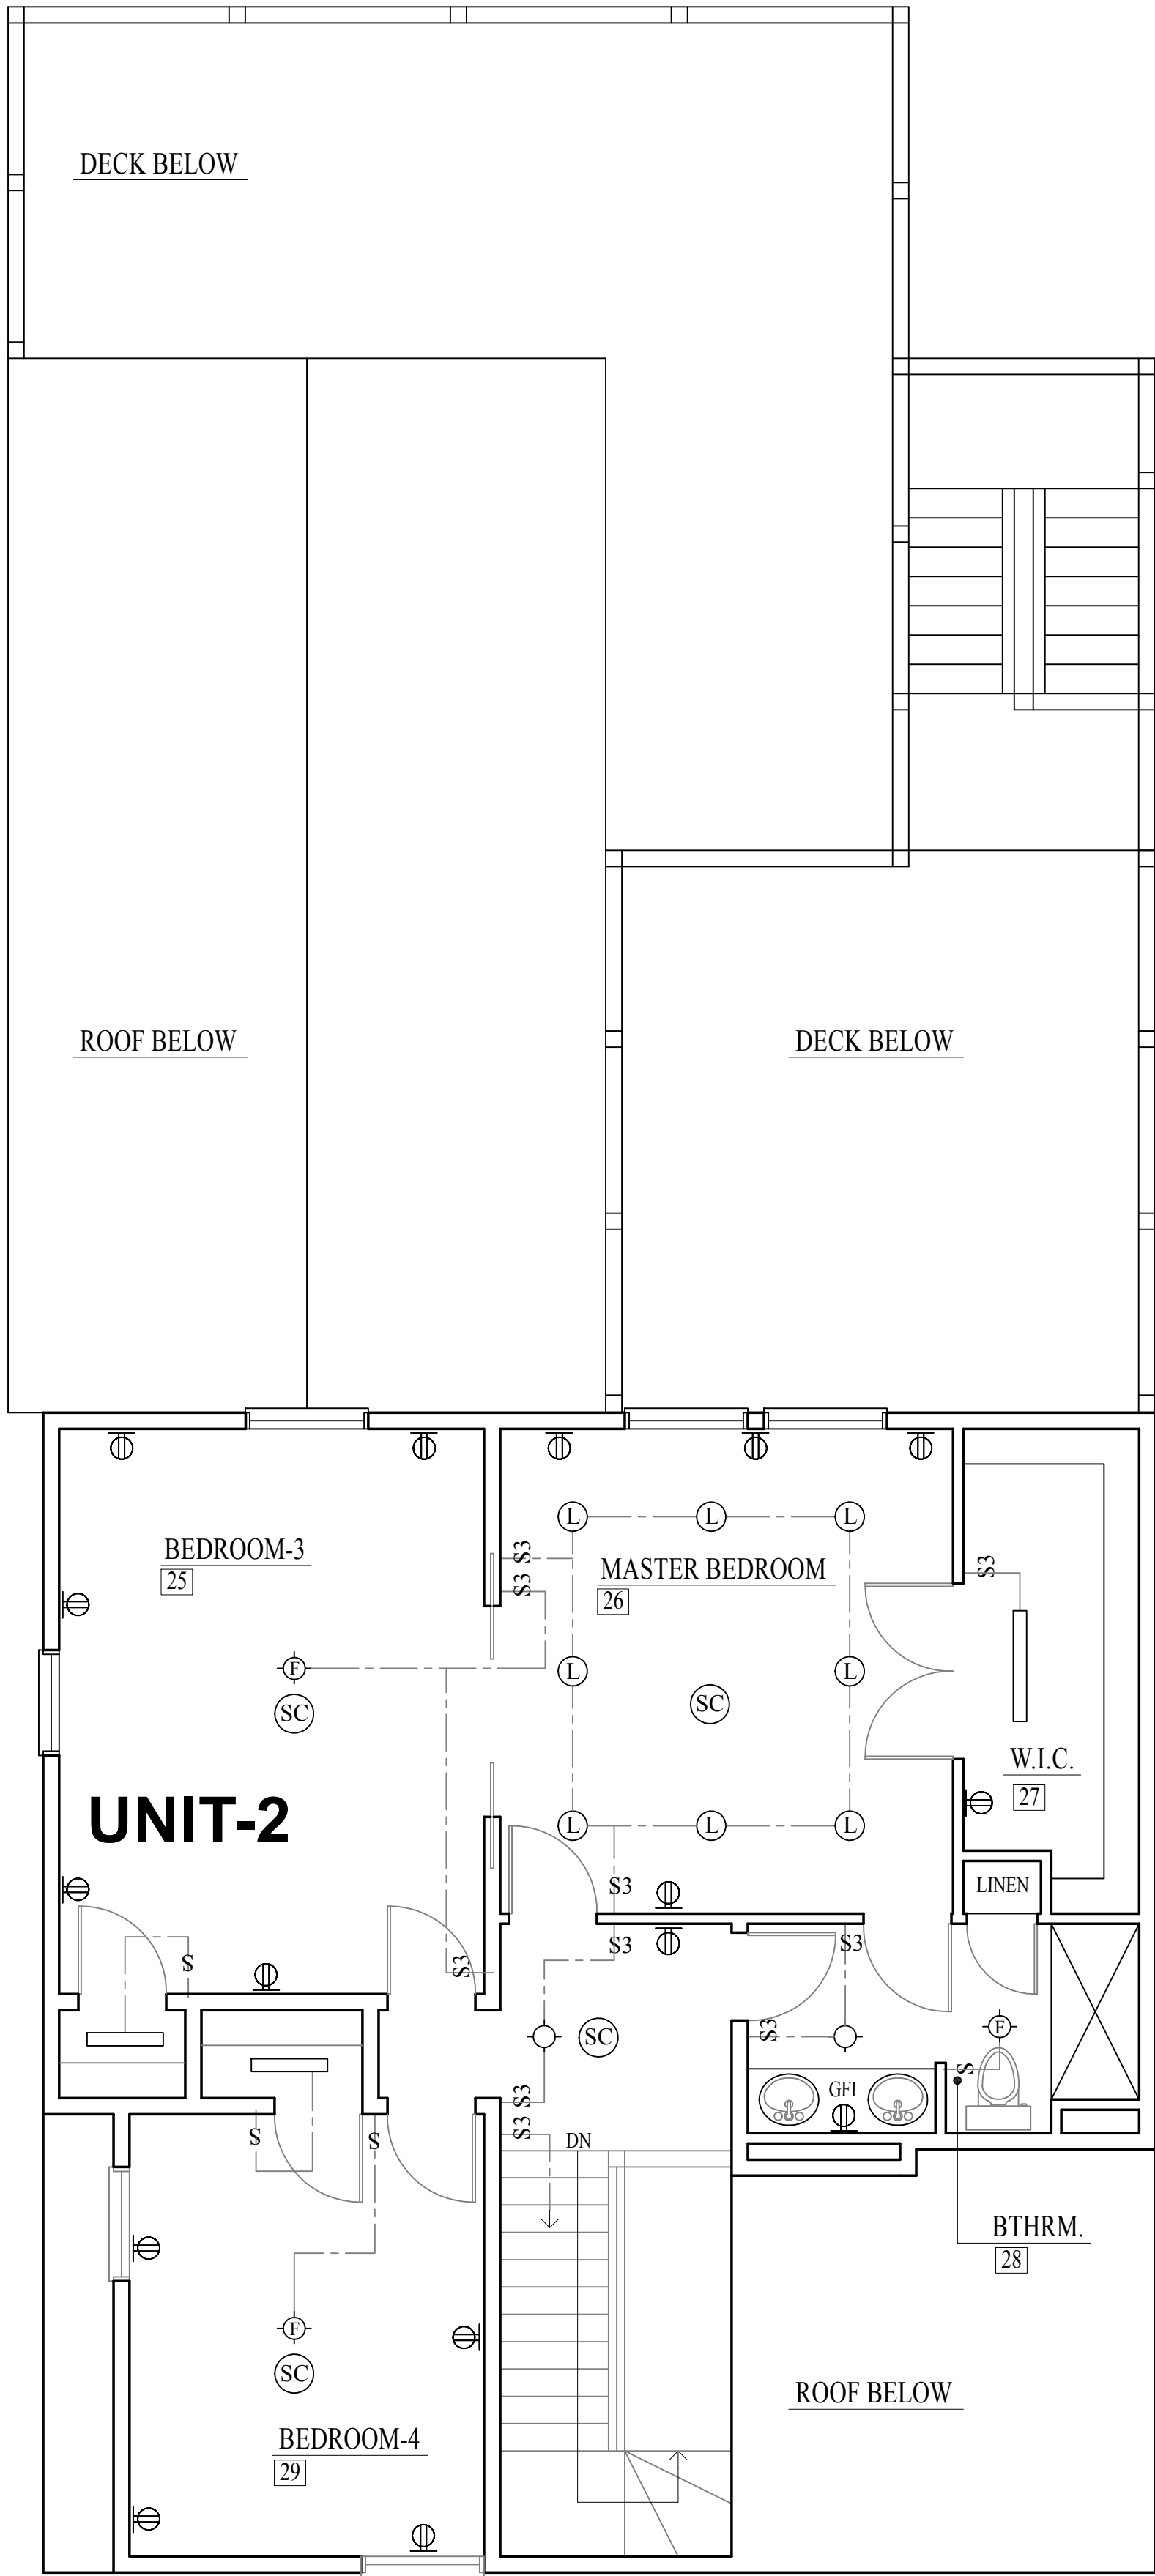 DECK BELOW
ROOF BELOW
DECK BELOW
BEDROOM-3
25
S3
S3
L
L
L
MASTER BEDROOM
26
S3
F
SC
L
L
SC
W.I.C.
27
UNIT-2
L
L
L
S3
LINEN
S
S3
S3
S3
SC
S3
F
S
GFI
S3
S3
S
S
DN
BTHRM.
28
F
SC
ROOF BELOW
BEDROOM-4
29